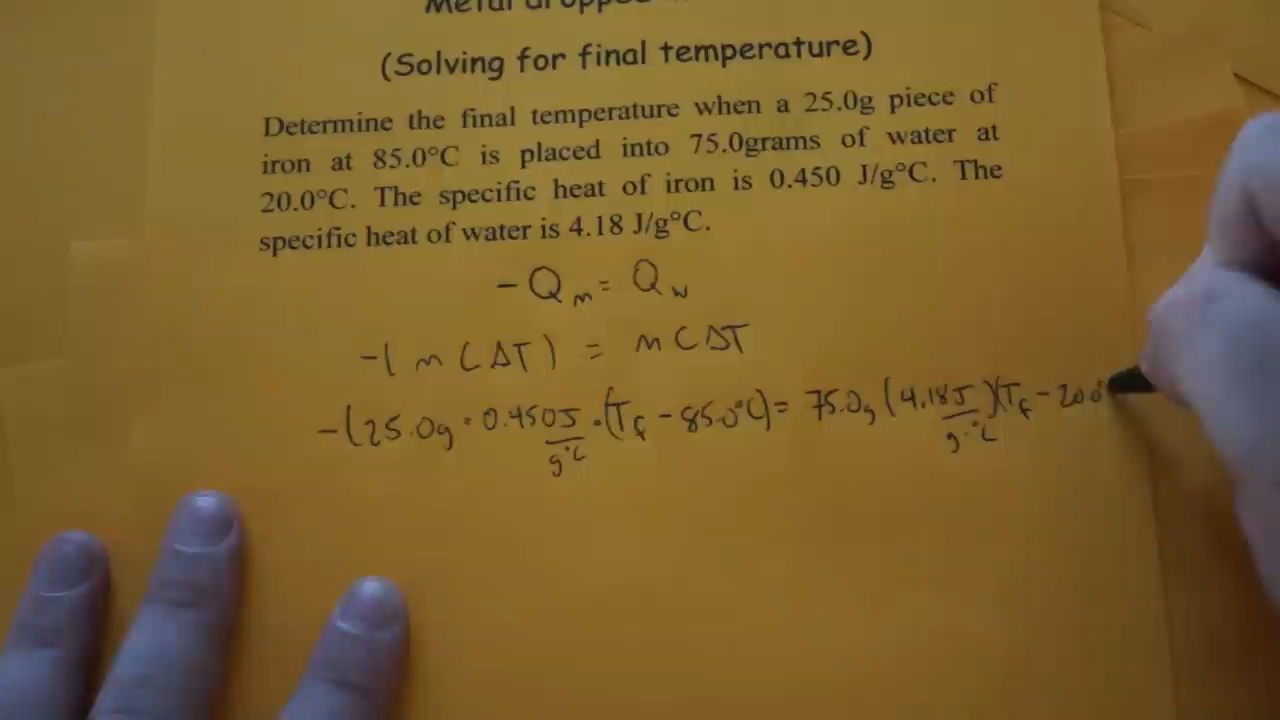 Metal dropped
(Solving for final temperature)
Determine the final temperature when a 25.0g piece of
iron at 85.0°C is placed into 75.0grams of water at
20.0°C. The specific heat of iron is 0.450 J/g°C. The
specific heat of water is 4.18 J/g°C.
-Qm = Qw
-(mCΔT) = mCΔT
-(25.0g · 0.450J/g°C · (Tf - 85.0°C) = 75.0g (4.18J/g·°C)(Tf - 20.0°